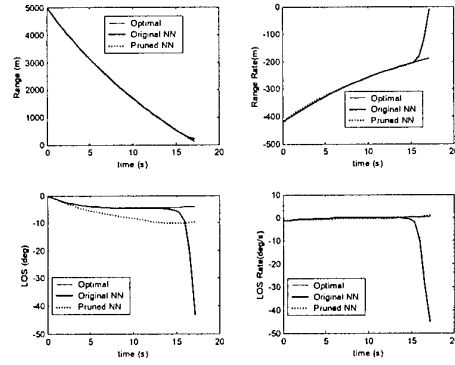 5000
4000
3000
2000
1000
0
Range (m)
Optimal
Original NN
Pruned NN
0 5 10 15 20
time (s)
0
-100
-200
-300
-400
-500
Range Rate(m)
Optimal
Original NN
Pruned NN
0 5 10 15 20
time (s)
0
-10
-20
-30
-40
-50
LOS (deg)
Optimal
Original NN
Pruned NN
0 5 10 15 20
time (s)
10
0
-10
-20
-30
-40
-50
LOS Rate(deg/s)
Optimal
Original NN
Pruned NN
0 5 10 15 20
time (s)